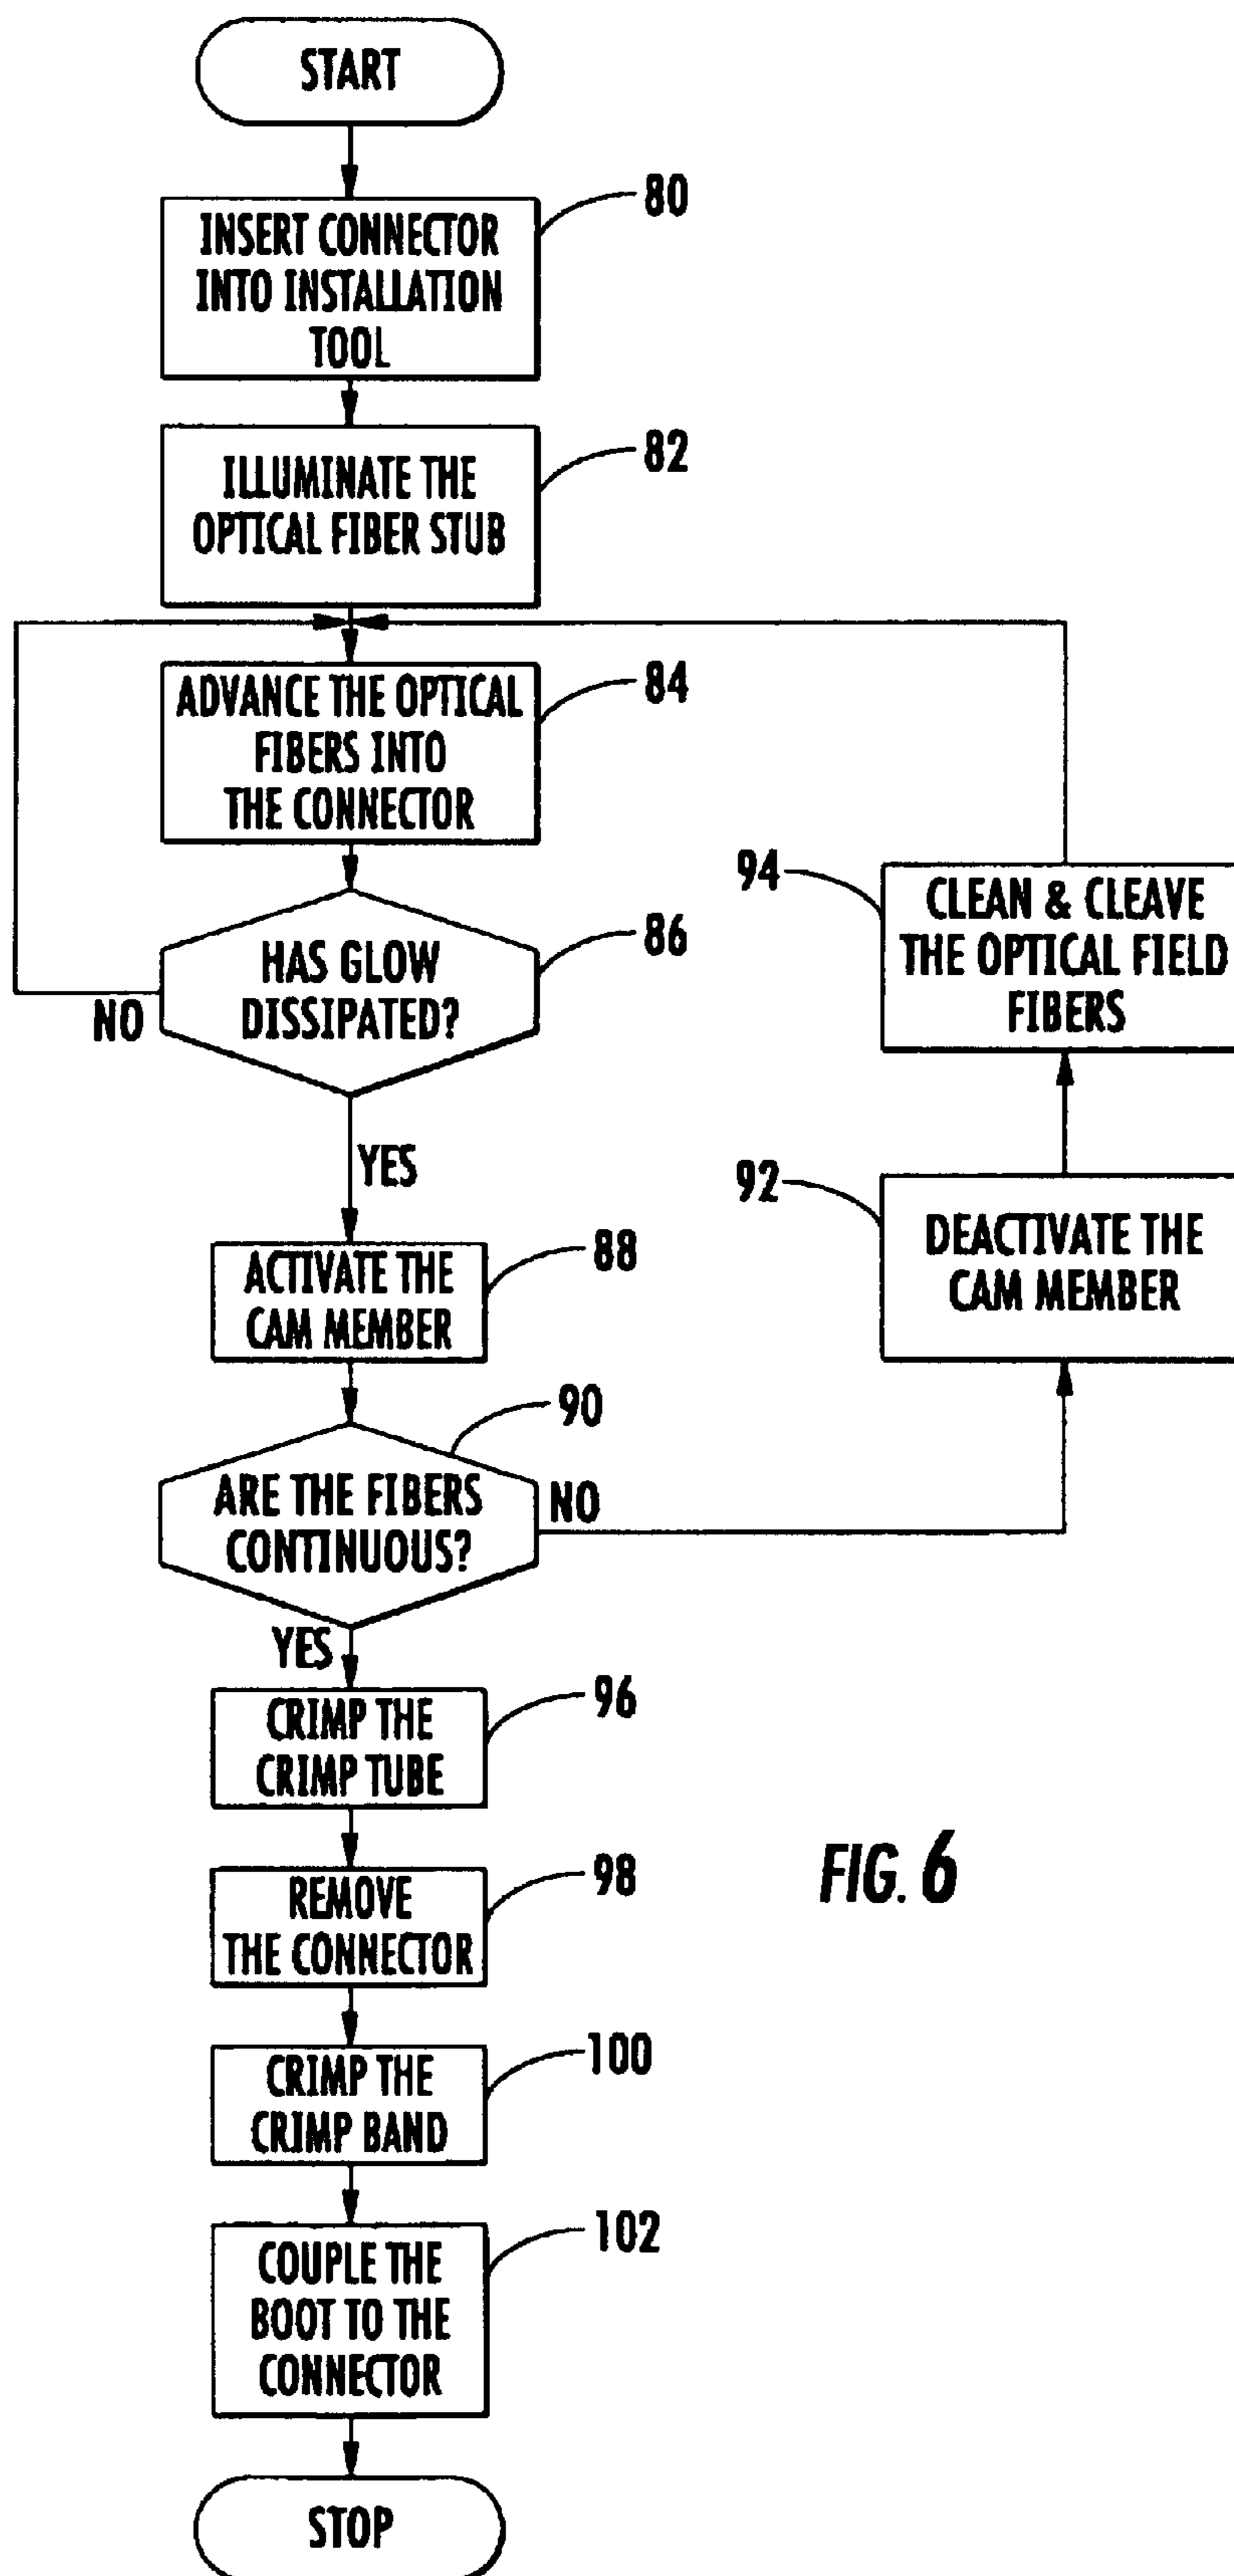 START
80
INSERT CONNECTOR
INTO INSTALLATION
TOOL
82
ILLUMINATE THE
OPTICAL FIBER STUB
84
ADVANCE THE OPTICAL
FIBERS INTO
THE CONNECTOR
86
HAS GLOW
DISSIPATED?
NO
YES
94
CLEAN & CLEAVE
THE OPTICAL FIELD
FIBERS
92
DEACTIVATE THE
CAM MEMBER
88
ACTIVATE THE
CAM MEMBER
90
ARE THE FIBERS
CONTINUOUS?
NO
YES
96
CRIMP THE
CRIMP TUBE
98
REMOVE
THE CONNECTOR
100
CRIMP THE
CRIMP BAND
102
COUPLE THE
BOOT TO THE
CONNECTOR
STOP
FIG. 6